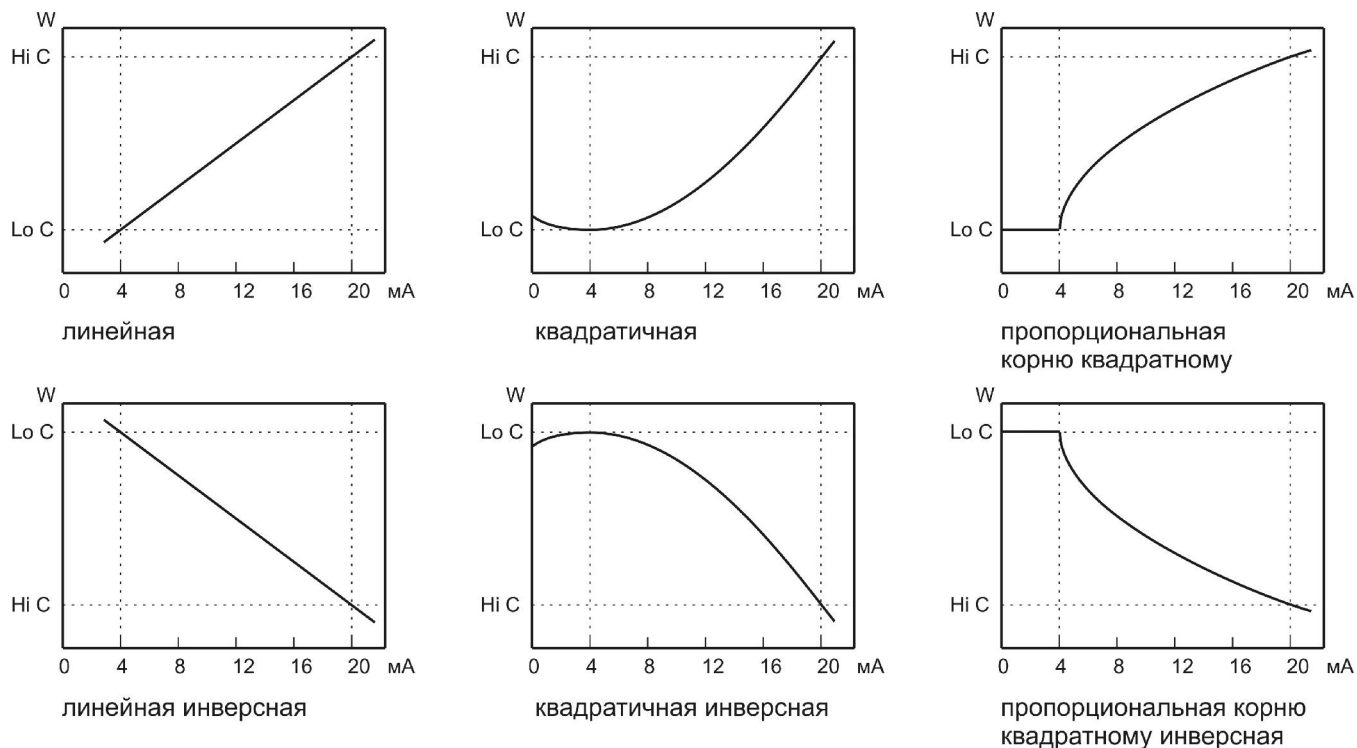 W
Hi C
Lo C
0 4 8 12 16 20 мА
линейная
W
Hi C
Lo C
0 4 8 12 16 20 мА
квадратичная
W
Hi C
Lo C
0 4 8 12 16 20 мА
пропорциональная
корню квадратному
W
Lo C
Hi C
0 4 8 12 16 20 мА
линейная инверсная
W
Lo C
Hi C
0 4 8 12 16 20 мА
квадратичная инверсная
W
Lo C
Hi C
0 4 8 12 16 20 мА
пропорциональная корню
квадратному инверсная